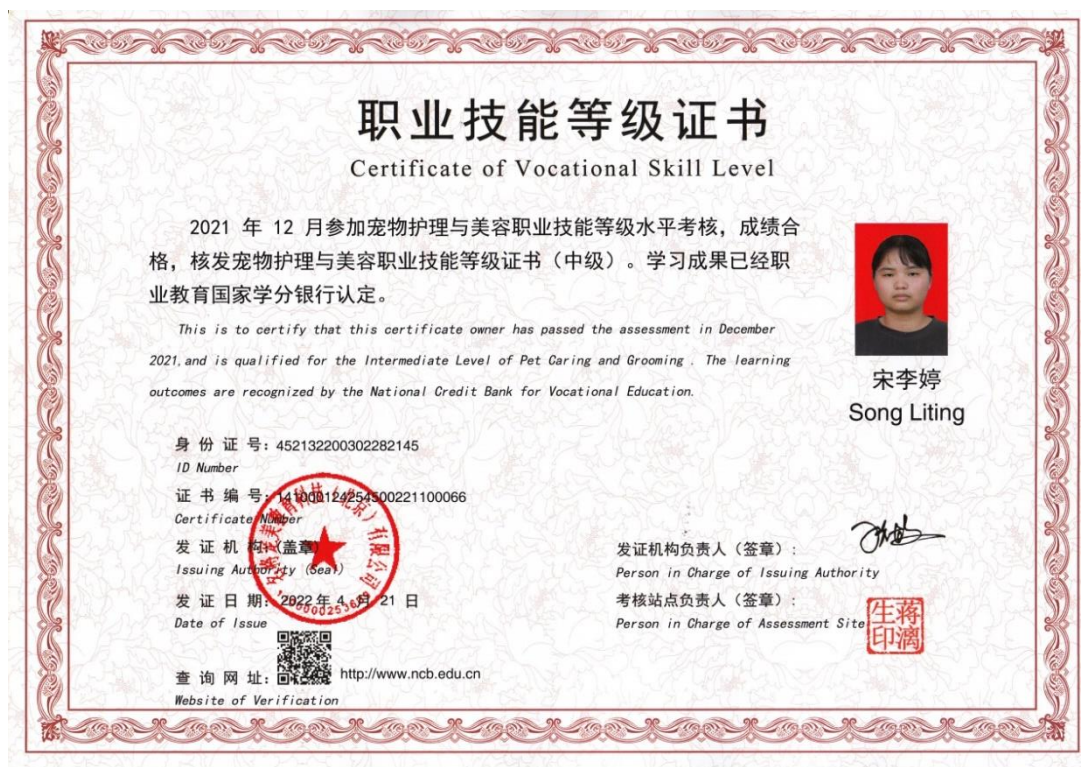 职业技能等级证书
Certificate of Vocational Skill Level
2021 年 12 月参加宠物护理与美容职业技能等级水平考核，成绩合
格，核发宠物护理与美容职业技能等级证书（中级）。学习成果已经职
业教育国家学分银行认定。
This is to certify that this certificate owner has passed the assessment in December
2021,and is qualified for the Intermediate Level of Pet Caring and Grooming . The learning
outcomes are recognized by the National Credit Bank for Vocational Education.
宋李婷
Song Liting
身 份 证 号: 452132200302282145
ID Number
证 书 编 号: 141000124254500221100066
Certificate Number
发 证 机 构:（盖章）
Issuing Authority (Seal)
发 证 日 期: 2022 年 4 月 21 日
Date of Issue
查 询 网 址: http://www.ncb.edu.cn
Website of Verification
发证机构负责人（签章）:
Person in Charge of Issuing Authority
考核站点负责人（签章）:
Person in Charge of Assessment Site
蒋漓
生印